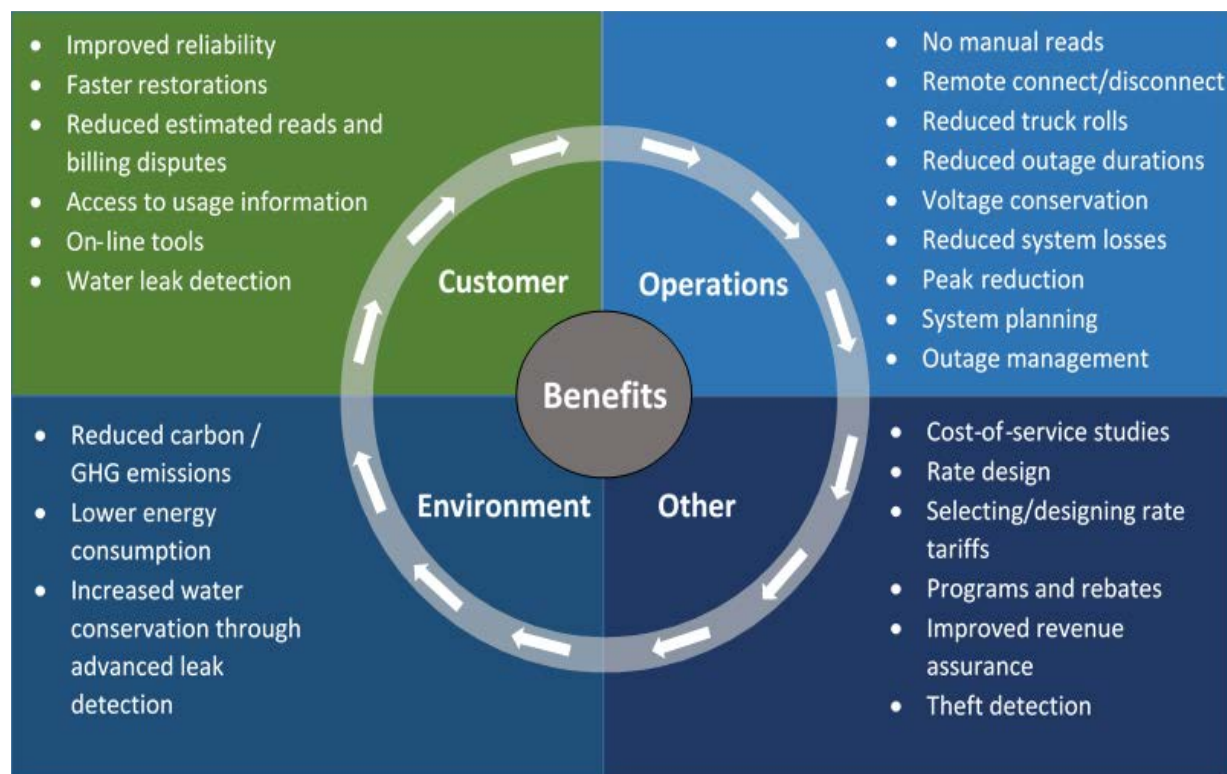 • Improved reliability
• Faster restorations
• Reduced estimated reads and
billing disputes
• Access to usage information
• On-line tools
• Water leak detection
Customer
• No manual reads
• Remote connect/disconnect
• Reduced truck rolls
• Reduced outage durations
• Voltage conservation
• Reduced system losses
• Peak reduction
• System planning
• Outage management
Operations
Benefits
• Reduced carbon /
GHG emissions
• Lower energy
consumption
• Increased water
conservation through
advanced leak
detection
Environment
Other
• Cost-of-service studies
• Rate design
• Selecting/designing rate
tariffs
• Programs and rebates
• Improved revenue
assurance
• Theft detection